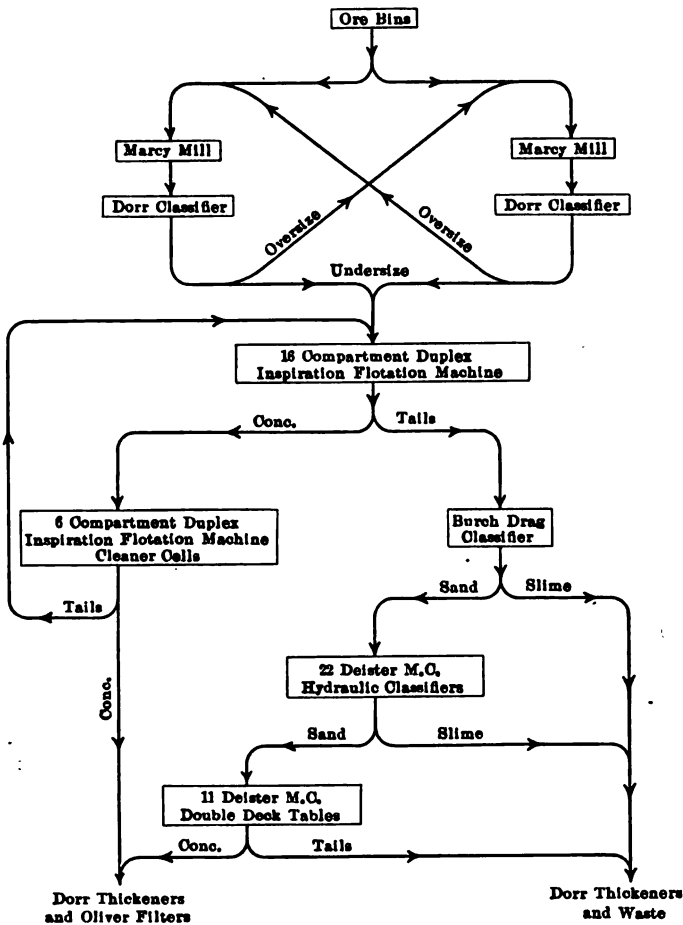 Ore Bins
Marcy Mill
Marcy Mill
Dorr Classifier
Dorr Classifier
Oversize
Oversize
Undersize
16 Compartment Duplex
Inspiration Flotation Machine
Conc.
Tails
6 Compartment Duplex
Inspiration Flotation Machine
Cleaner Cells
Burch Drag
Classifier
Tails
Sand
Slime
22 Deister M.C.
Hydraulic Classifiers
Conc.
Sand
Slime
11 Deister M.C.
Double Deck Tables
Conc.
Tails
Dorr Thickeners
and Oliver Filters
Dorr Thickeners
and Waste